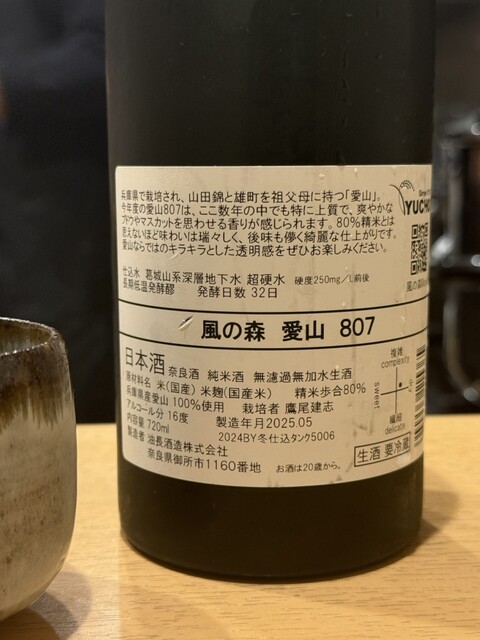 兵庫県で栽培され、山田錦と雄町を祖父母に持つ「愛山」。
今年度の愛山807は、ここ数年の中でも特に上質で、爽やかな
ブドウやマスカットを思わせる香りが感じられます。80%精米とは
思えないほど味わいは瑞々しく、後味も儚く綺麗な仕上がりです。
愛山ならではのキラキラとした透明感をぜひお楽しみください。
仕込水 葛城山系深層地下水 超硬水 硬度250mg/L前後
長期低温発酵醪 発酵日数 32日
YUCHO
風の森
風の森 愛山 807
日本酒 奈良酒 純米酒 無濾過無加水生酒
原材料名 米(国産) 米麹(国産米) 精米歩合80%
兵庫県産愛山 100%使用 栽培者 鷹尾建志
アルコール分 16度 製造年月2025.05
内容量 720ml 2024BY冬仕込タンク5006
製造者 油長酒造株式会社
奈良県御所市1160番地 お酒は20歳から。
複雑
complexity
sweet
繊細
delicate
生酒 要冷蔵